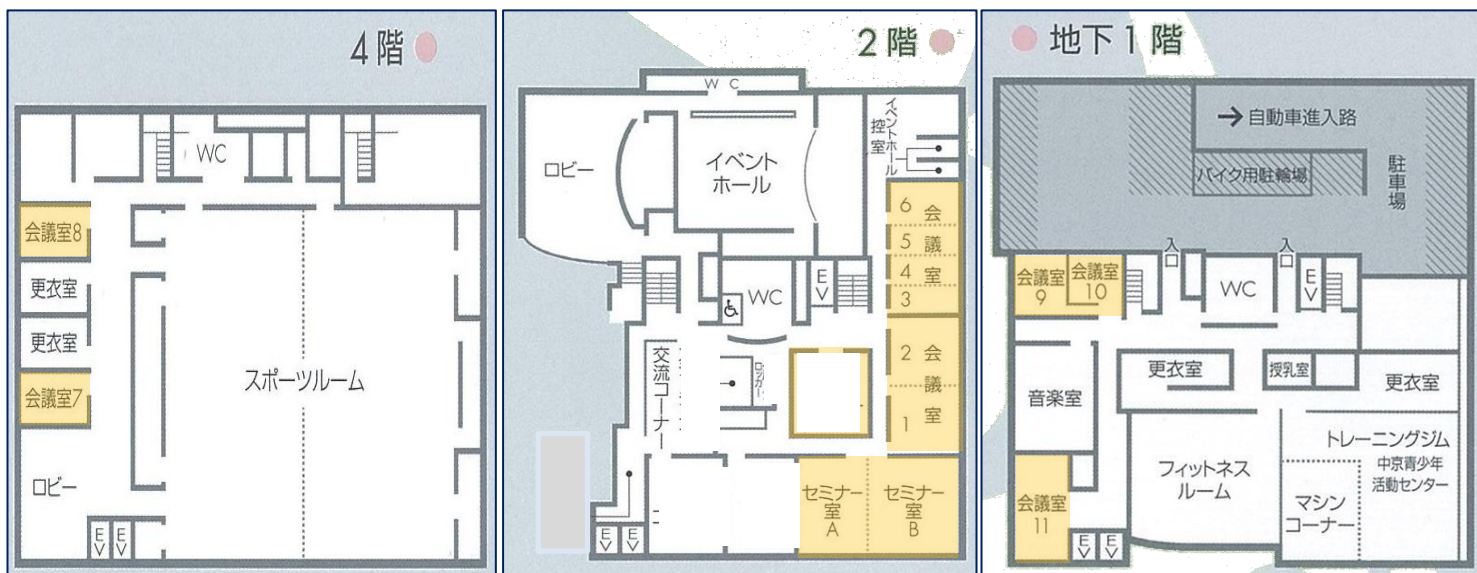 4階
WC
会議室8
更衣室
更衣室
会議室7
スポーツルーム
ロビー
EV
EV
2階
WC
ロビー
イベント
ホール
イベントホール
控室
6
5
4
3
会議室
EV
WC
交流コーナー
ロッカー
2
1
会議室
セミナー
室
A
セミナー
室
B
EV
EV
地下1階
→自動車進入路
バイク用駐輪場
駐車場
入口
入口
会議室
9
会議室
10
WC
EV
音楽室
更衣室
授乳室
更衣室
トレーニングジム
中京青少年
活動センター
フィットネス
ルーム
マシン
コーナー
会議室
11
EV
EV